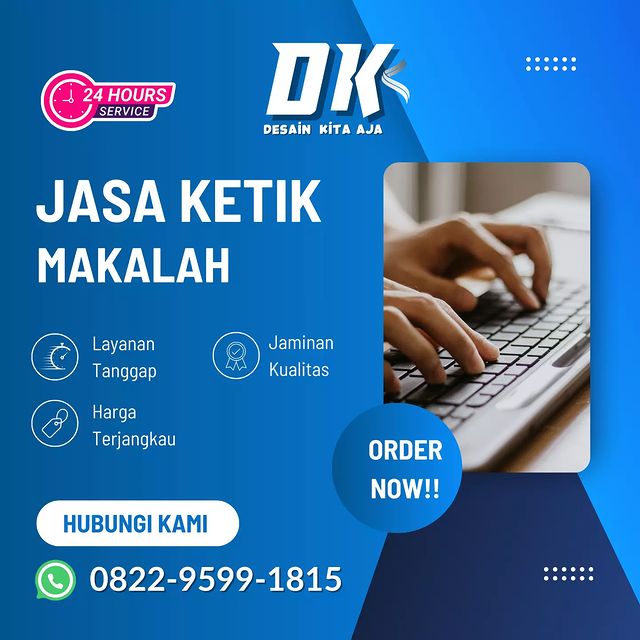 24 HOURS
SERVICE
DK
DESAIN KITA AJA
JASA KETIK
MAKALAH
Layanan
Tanggap
Jaminan
Kualitas
Harga
Terjangkau
ORDER
NOW!!
HUBUNGI KAMI
0822-9599-1815